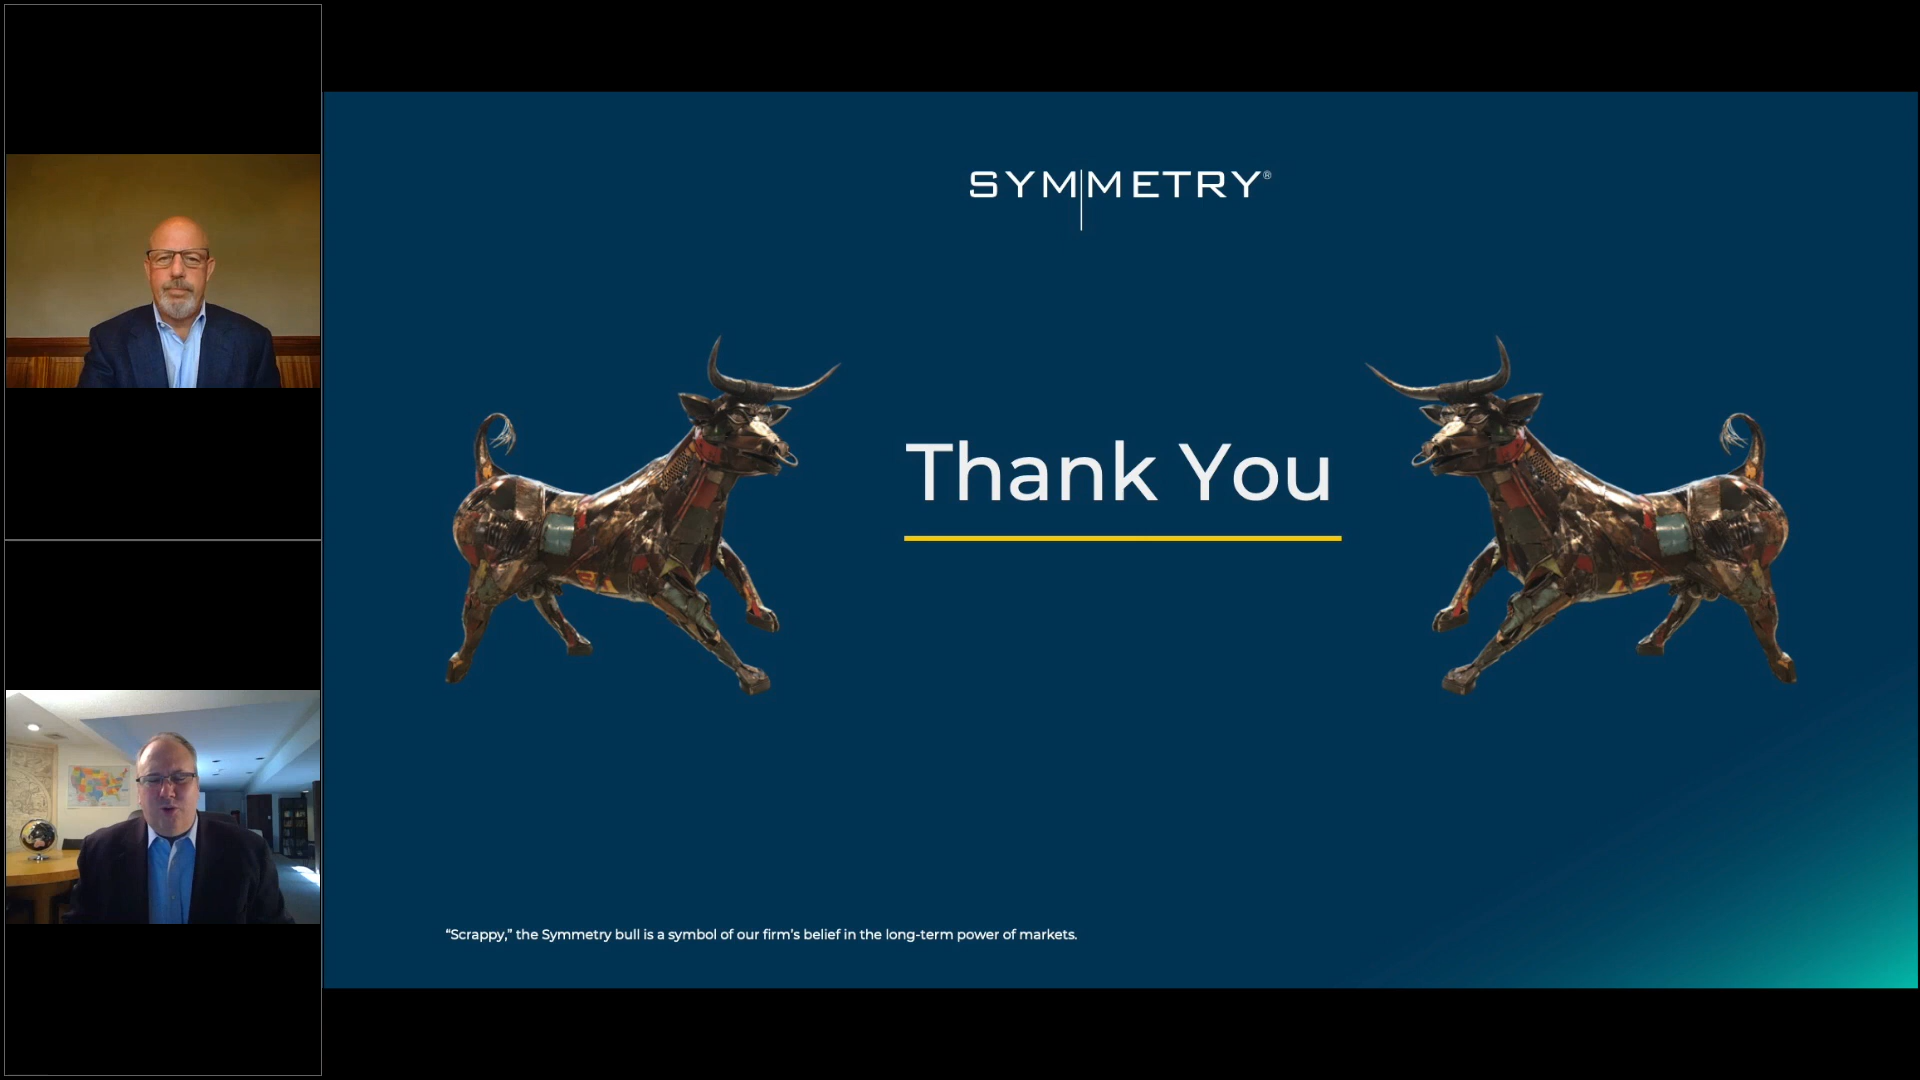 SYMMETRY®
Thank You
“Scrappy,” the Symmetry bull is a symbol of our firm’s belief in the long-term power of markets.